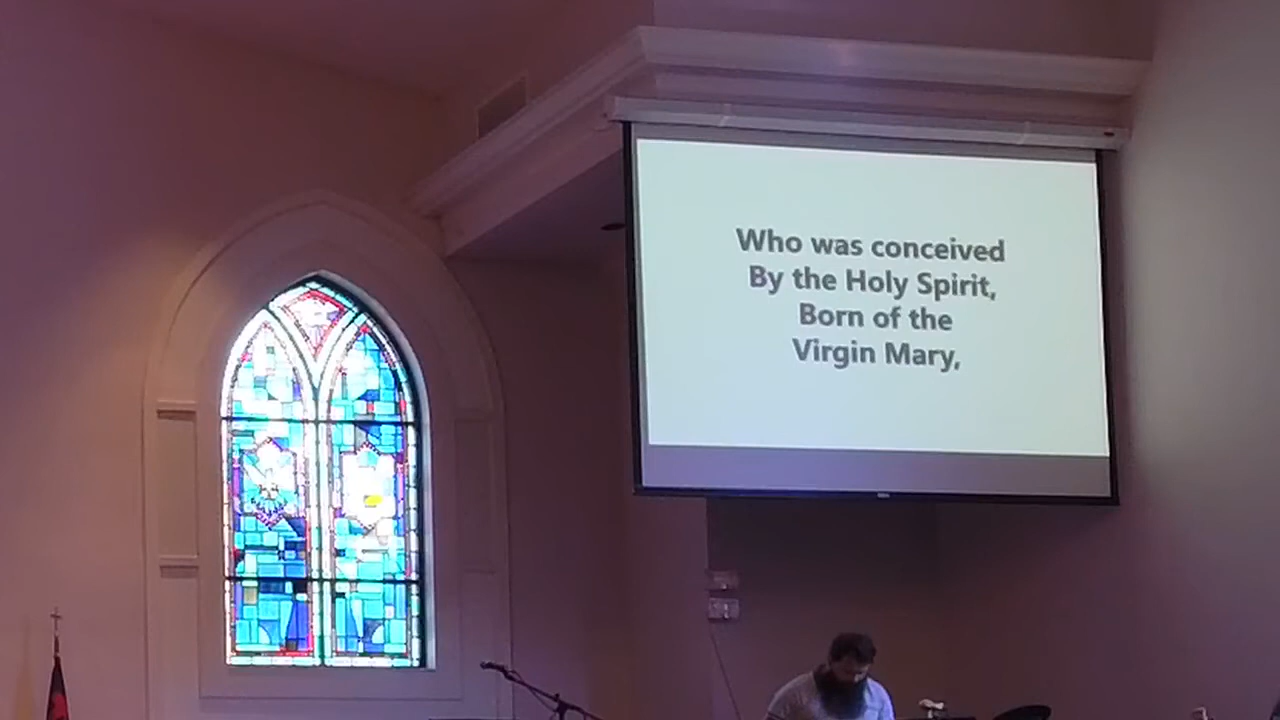 Who was conceived
By the Holy Spirit,
Born of the
Virgin Mary,